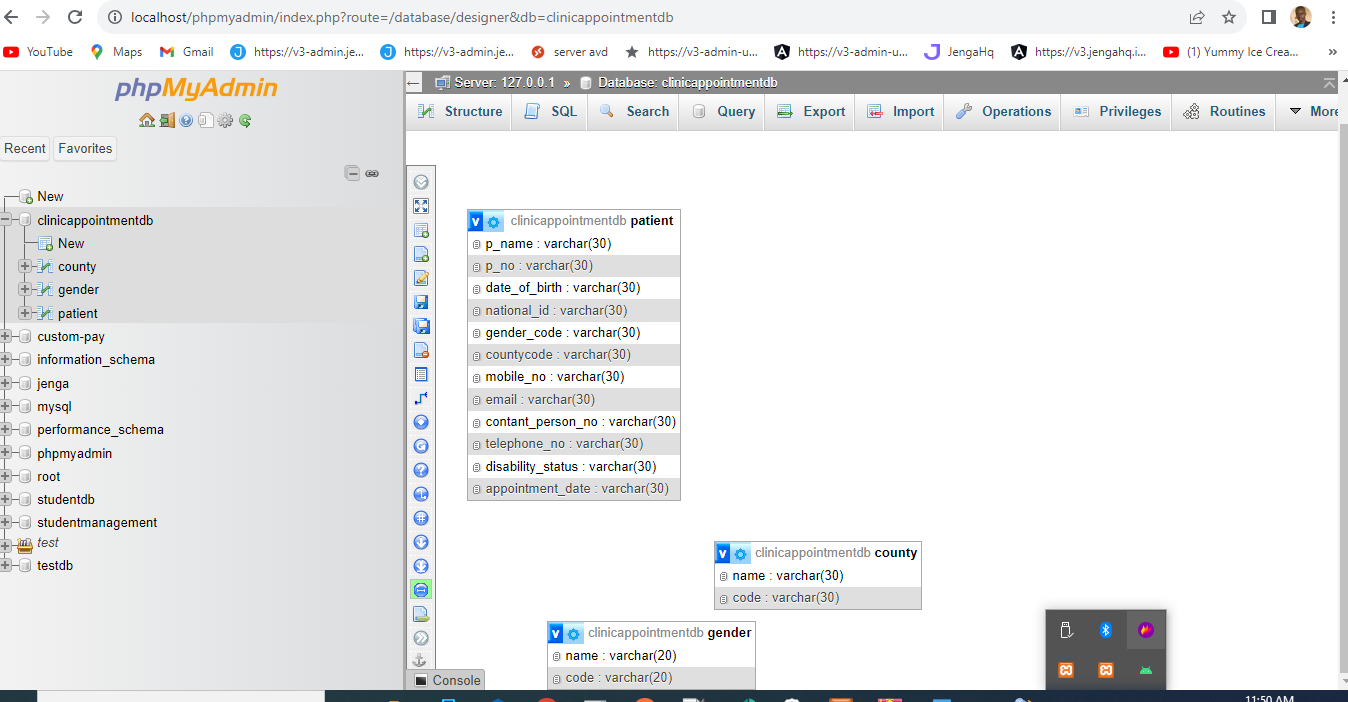 localhost/phpmyadmin/index.php?route=/database/designer&db=clinicappointmentdb
YouTube Maps Gmail https://v3-admin.je... https://v3-admin.je... server avd https://v3-admin-u... https://v3-admin-u... JengaHq https://v3.jengahq.i... (1) Yummy Ice Crea... »
phpMyAdmin
Recent Favorites
New
clinicappointmentdb
New
county
gender
patient
custom-pay
information_schema
jenga
mysql
performance_schema
phpmyadmin
root
studentdb
studentmanagement
test
testdb
Server: 127.0.0.1 » Database: clinicappointmentdb
Structure SQL Search Query Export Import Operations Privileges Routines More
v clinicappointmentdb patient
p_name : varchar(30)
p_no : varchar(30)
date_of_birth : varchar(30)
national_id : varchar(30)
gender_code : varchar(30)
countycode : varchar(30)
mobile_no : varchar(30)
email : varchar(30)
contant_person_no : varchar(30)
telephone_no : varchar(30)
disability_status : varchar(30)
appointment_date : varchar(30)
v clinicappointmentdb county
name : varchar(30)
code : varchar(30)
v clinicappointmentdb gender
name : varchar(20)
code : varchar(20)
Console
11:50 AM